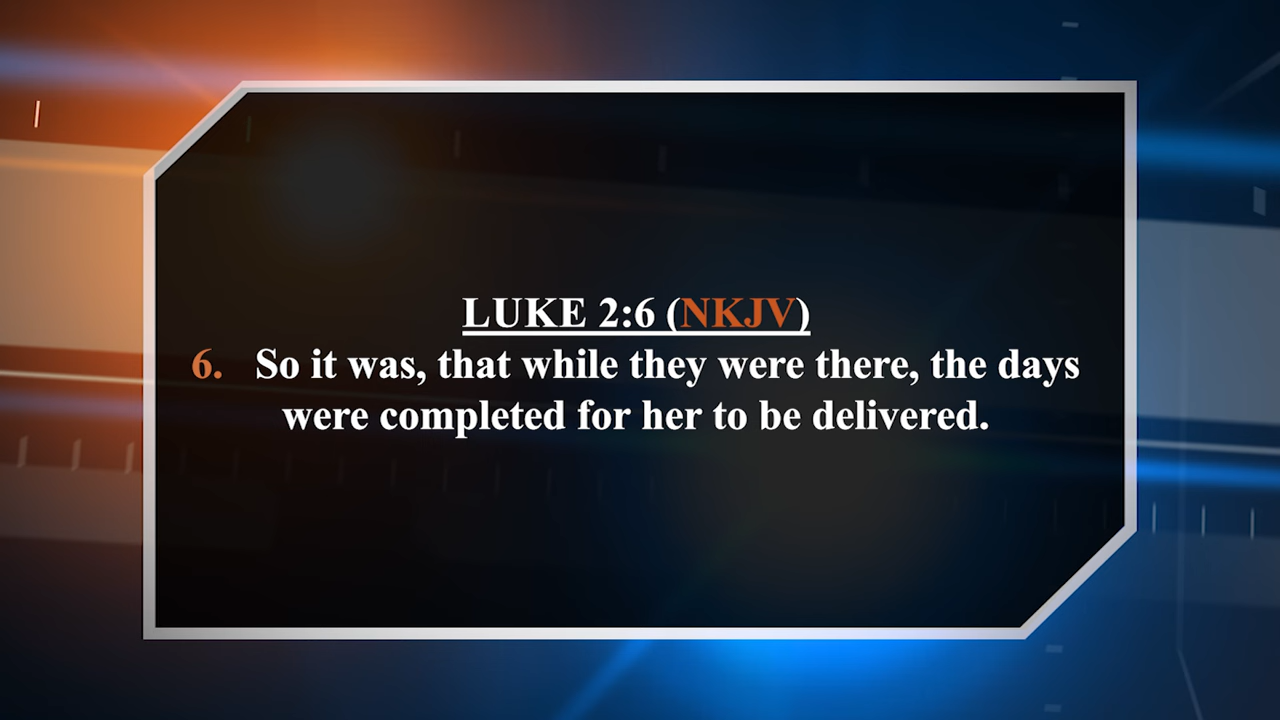 LUKE 2:6 (NKJV)
6. So it was, that while they were there, the days
were completed for her to be delivered.